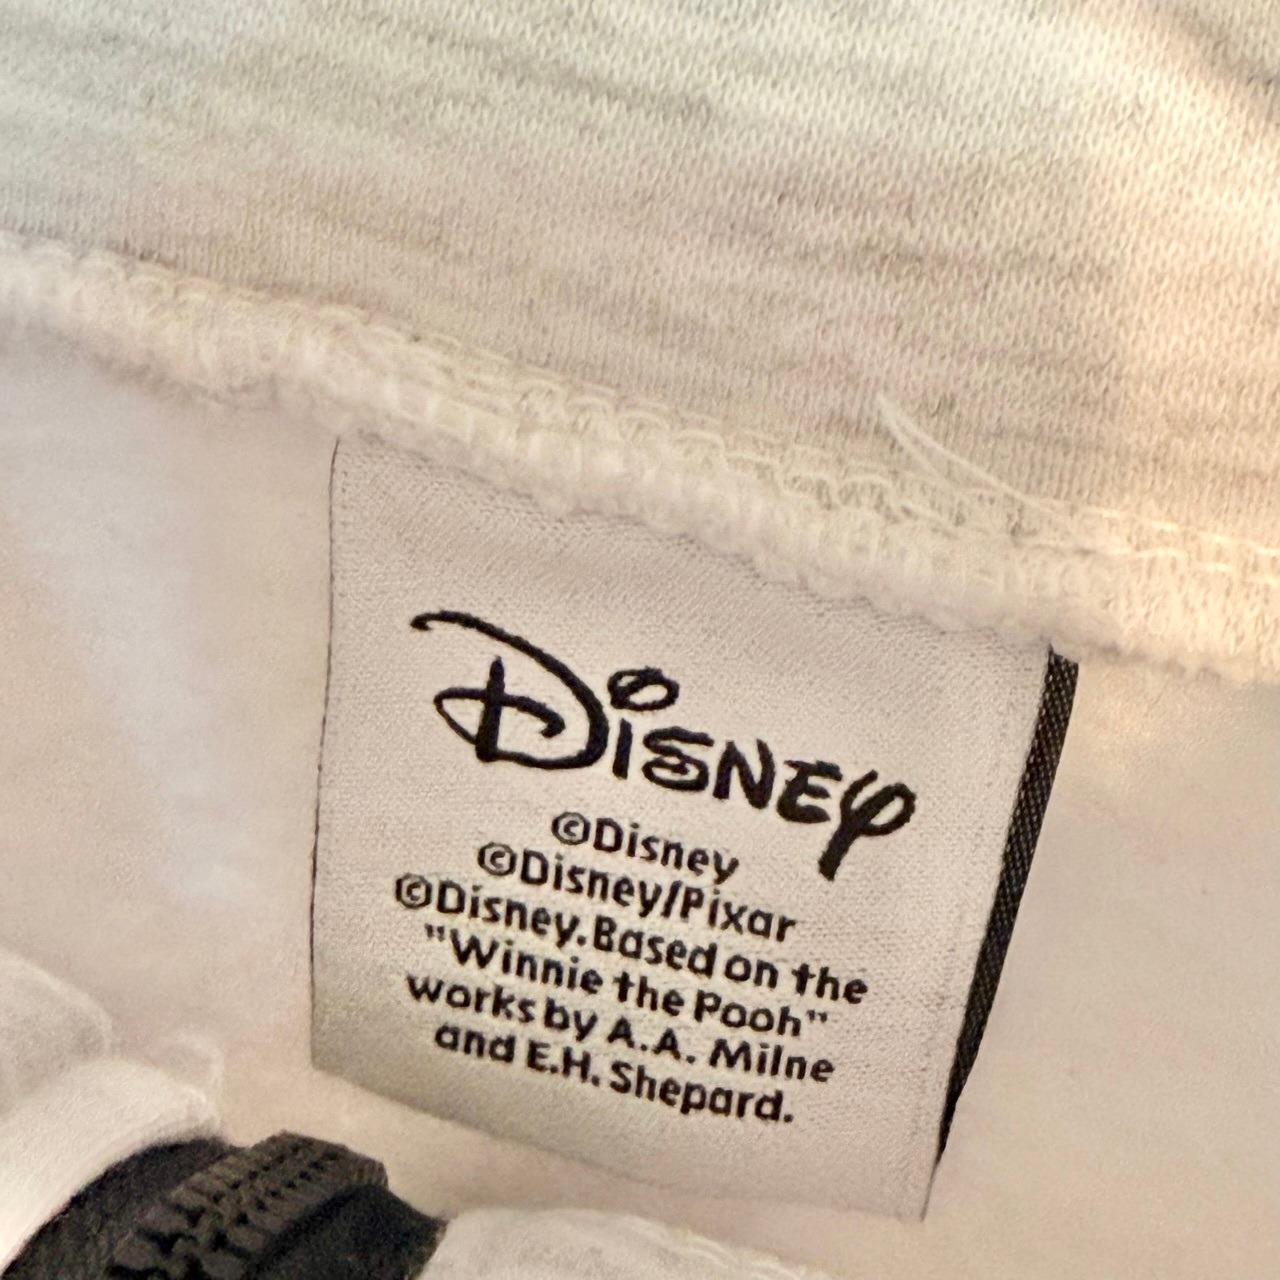 Disney
©Disney
©Disney/Pixar
©Disney.Based on the
"Winnie the Pooh"
works by A.A. Milne
and E.H. Shepard.